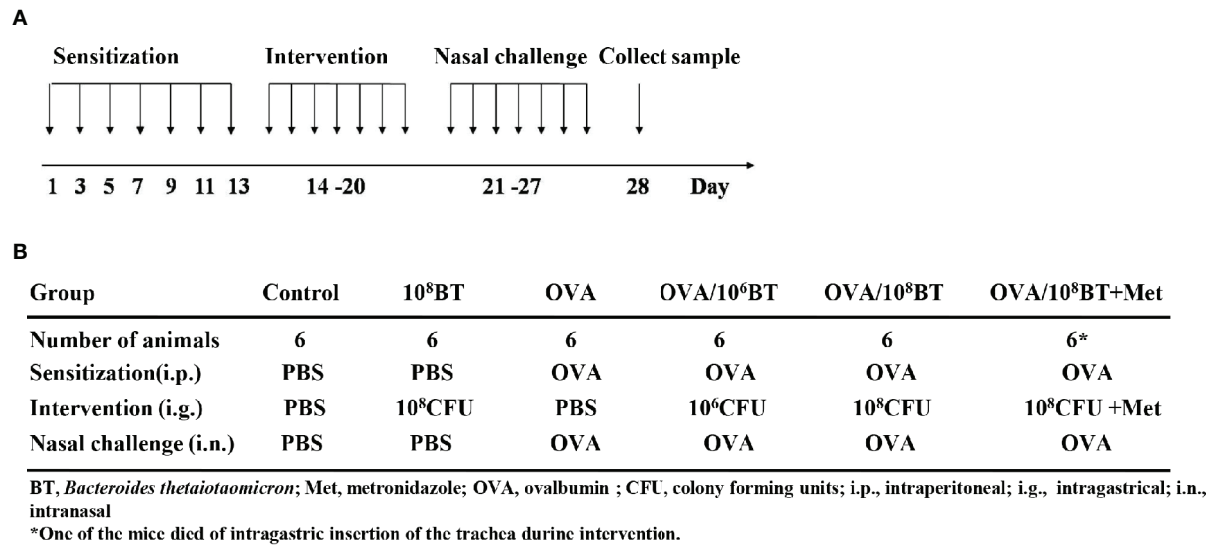 A
Sensitization Intervention Nasal challenge Collect sample
1 3 5 7 9 11 13 14 -20 21 -27 28 Day
B
Group Control 10⁸BT OVA OVA/10⁶BT OVA/10⁸BT OVA/10⁸BT+Met
Number of animals 6 6 6 6 6 6*
Sensitization(i.p.) PBS PBS OVA OVA OVA OVA
Intervention (i.g.) PBS 10⁸CFU PBS 10⁶CFU 10⁸CFU 10⁸CFU +Met
Nasal challenge (i.n.) PBS PBS OVA OVA OVA OVA
BT, Bacteroides thetaiotaomicron; Met, metronidazole; OVA, ovalbumin ; CFU, colony forming units; i.p., intraperitoneal; i.g., intragastrical; i.n.,
intranasal
*One of the mice died of intragastric insertion of the trachea during intervention.